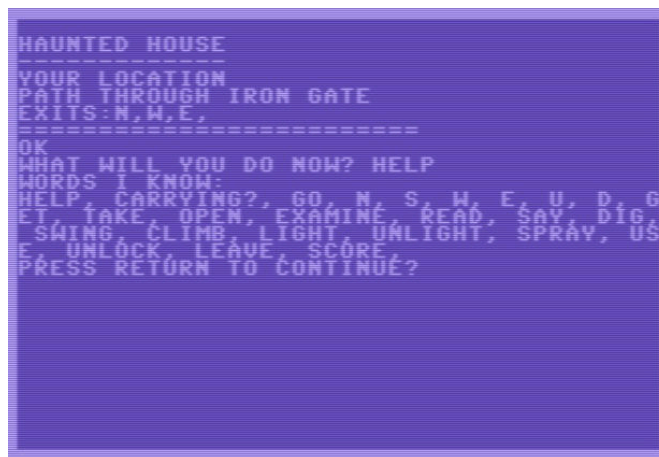 HAUNTED HOUSE
-------------
YOUR LOCATION
PATH THROUGH IRON GATE
EXITS:N,W,E,
=========================
OK
WHAT WILL YOU DO NOW? HELP
WORDS I KNOW:
HELP, CARRYING?, GO, N, S, W, E, U, D, G
ET, TAKE, OPEN, EXAMINE, READ, SAY, DIG,
 SWING, CLIMB, LIGHT, UNLIGHT, SPRAY, US
E, UNLOCK, LEAVE, SCORE,
PRESS RETURN TO CONTINUE?